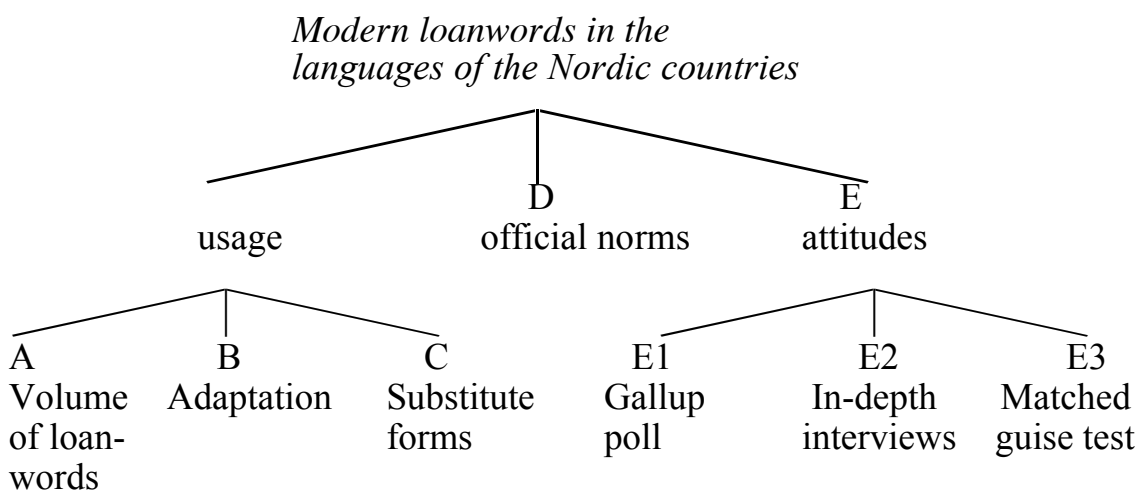 Modern loanwords in the
languages of the Nordic countries
D
E
usage
official norms
attitudes
A
Volume
of loan-
words
B
Adaptation
C
Substitute
forms
E1
Gallup
poll
E2
In-depth
interviews
E3
Matched
guise test